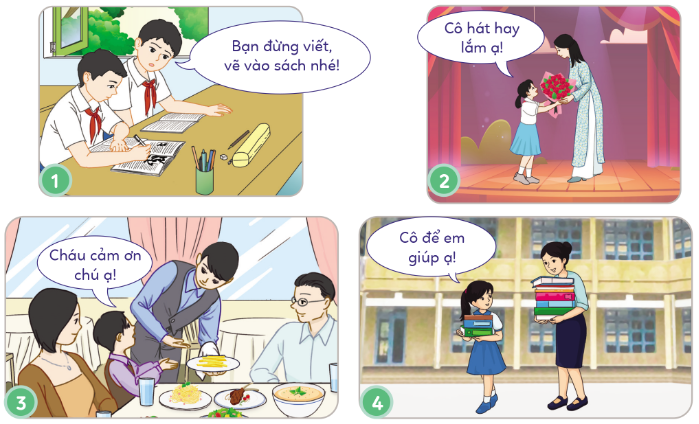 Bạn đừng viết,
vẽ vào sách nhé!
1
Cô hát hay
lắm ạ!
2
Cháu cảm ơn
chú ạ!
3
Cô để em
giúp ạ!
4